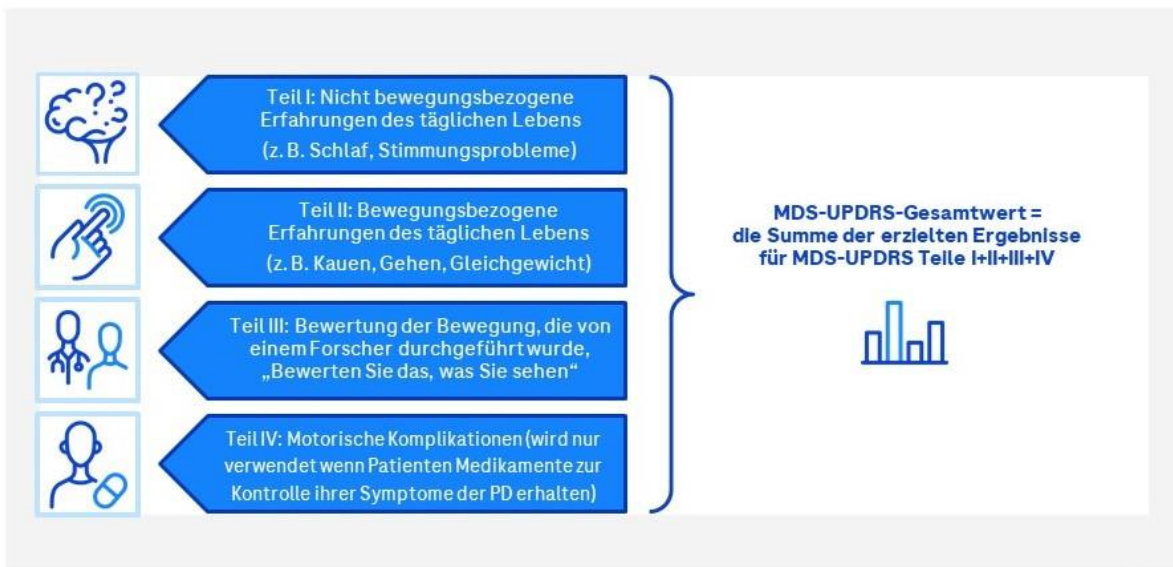 Teil I: Nicht bewegungsbezogene
Erfahrungen des täglichen Lebens
(z. B. Schlaf, Stimmungsprobleme)
Teil II: Bewegungsbezogene
Erfahrungen des täglichen Lebens
(z. B. Kauen, Gehen, Gleichgewicht)
Teil III: Bewertung der Bewegung, die von
einem Forscher durchgeführt wurde,
„Bewerten Sie das, was Sie sehen“
Teil IV: Motorische Komplikationen (wird nur
verwendet wenn Patienten Medikamente zur
Kontrolle ihrer Symptome der PD erhalten)
MDS-UPDRS-Gesamtwert =
die Summe der erzielten Ergebnisse
für MDS-UPDRS Teile I+II+III+IV